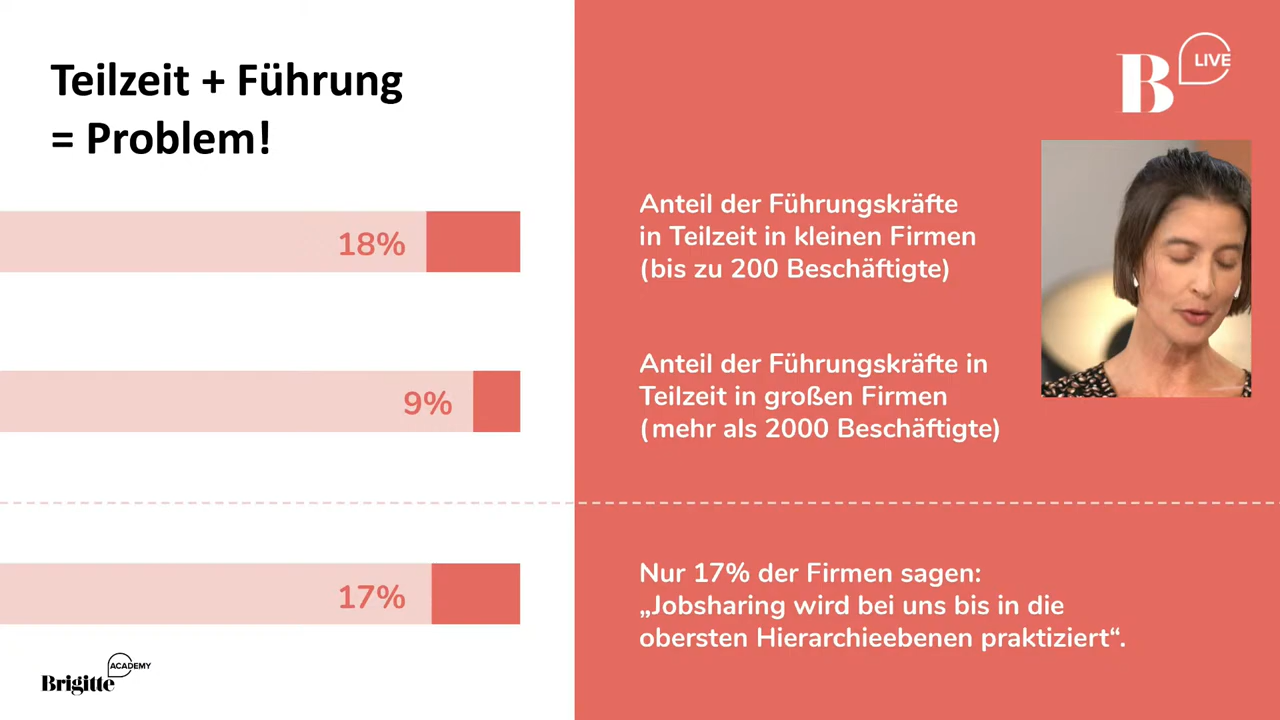 Teilzeit + Führung
= Problem!
B LIVE
18%
Anteil der Führungskräfte
in Teilzeit in kleinen Firmen
(bis zu 200 Beschäftigte)
9%
Anteil der Führungskräfte in
Teilzeit in großen Firmen
(mehr als 2000 Beschäftigte)
17%
Nur 17% der Firmen sagen:
„Jobsharing wird bei uns bis in die
obersten Hierarchieebenen praktiziert“.
ACADEMY
Brigitte